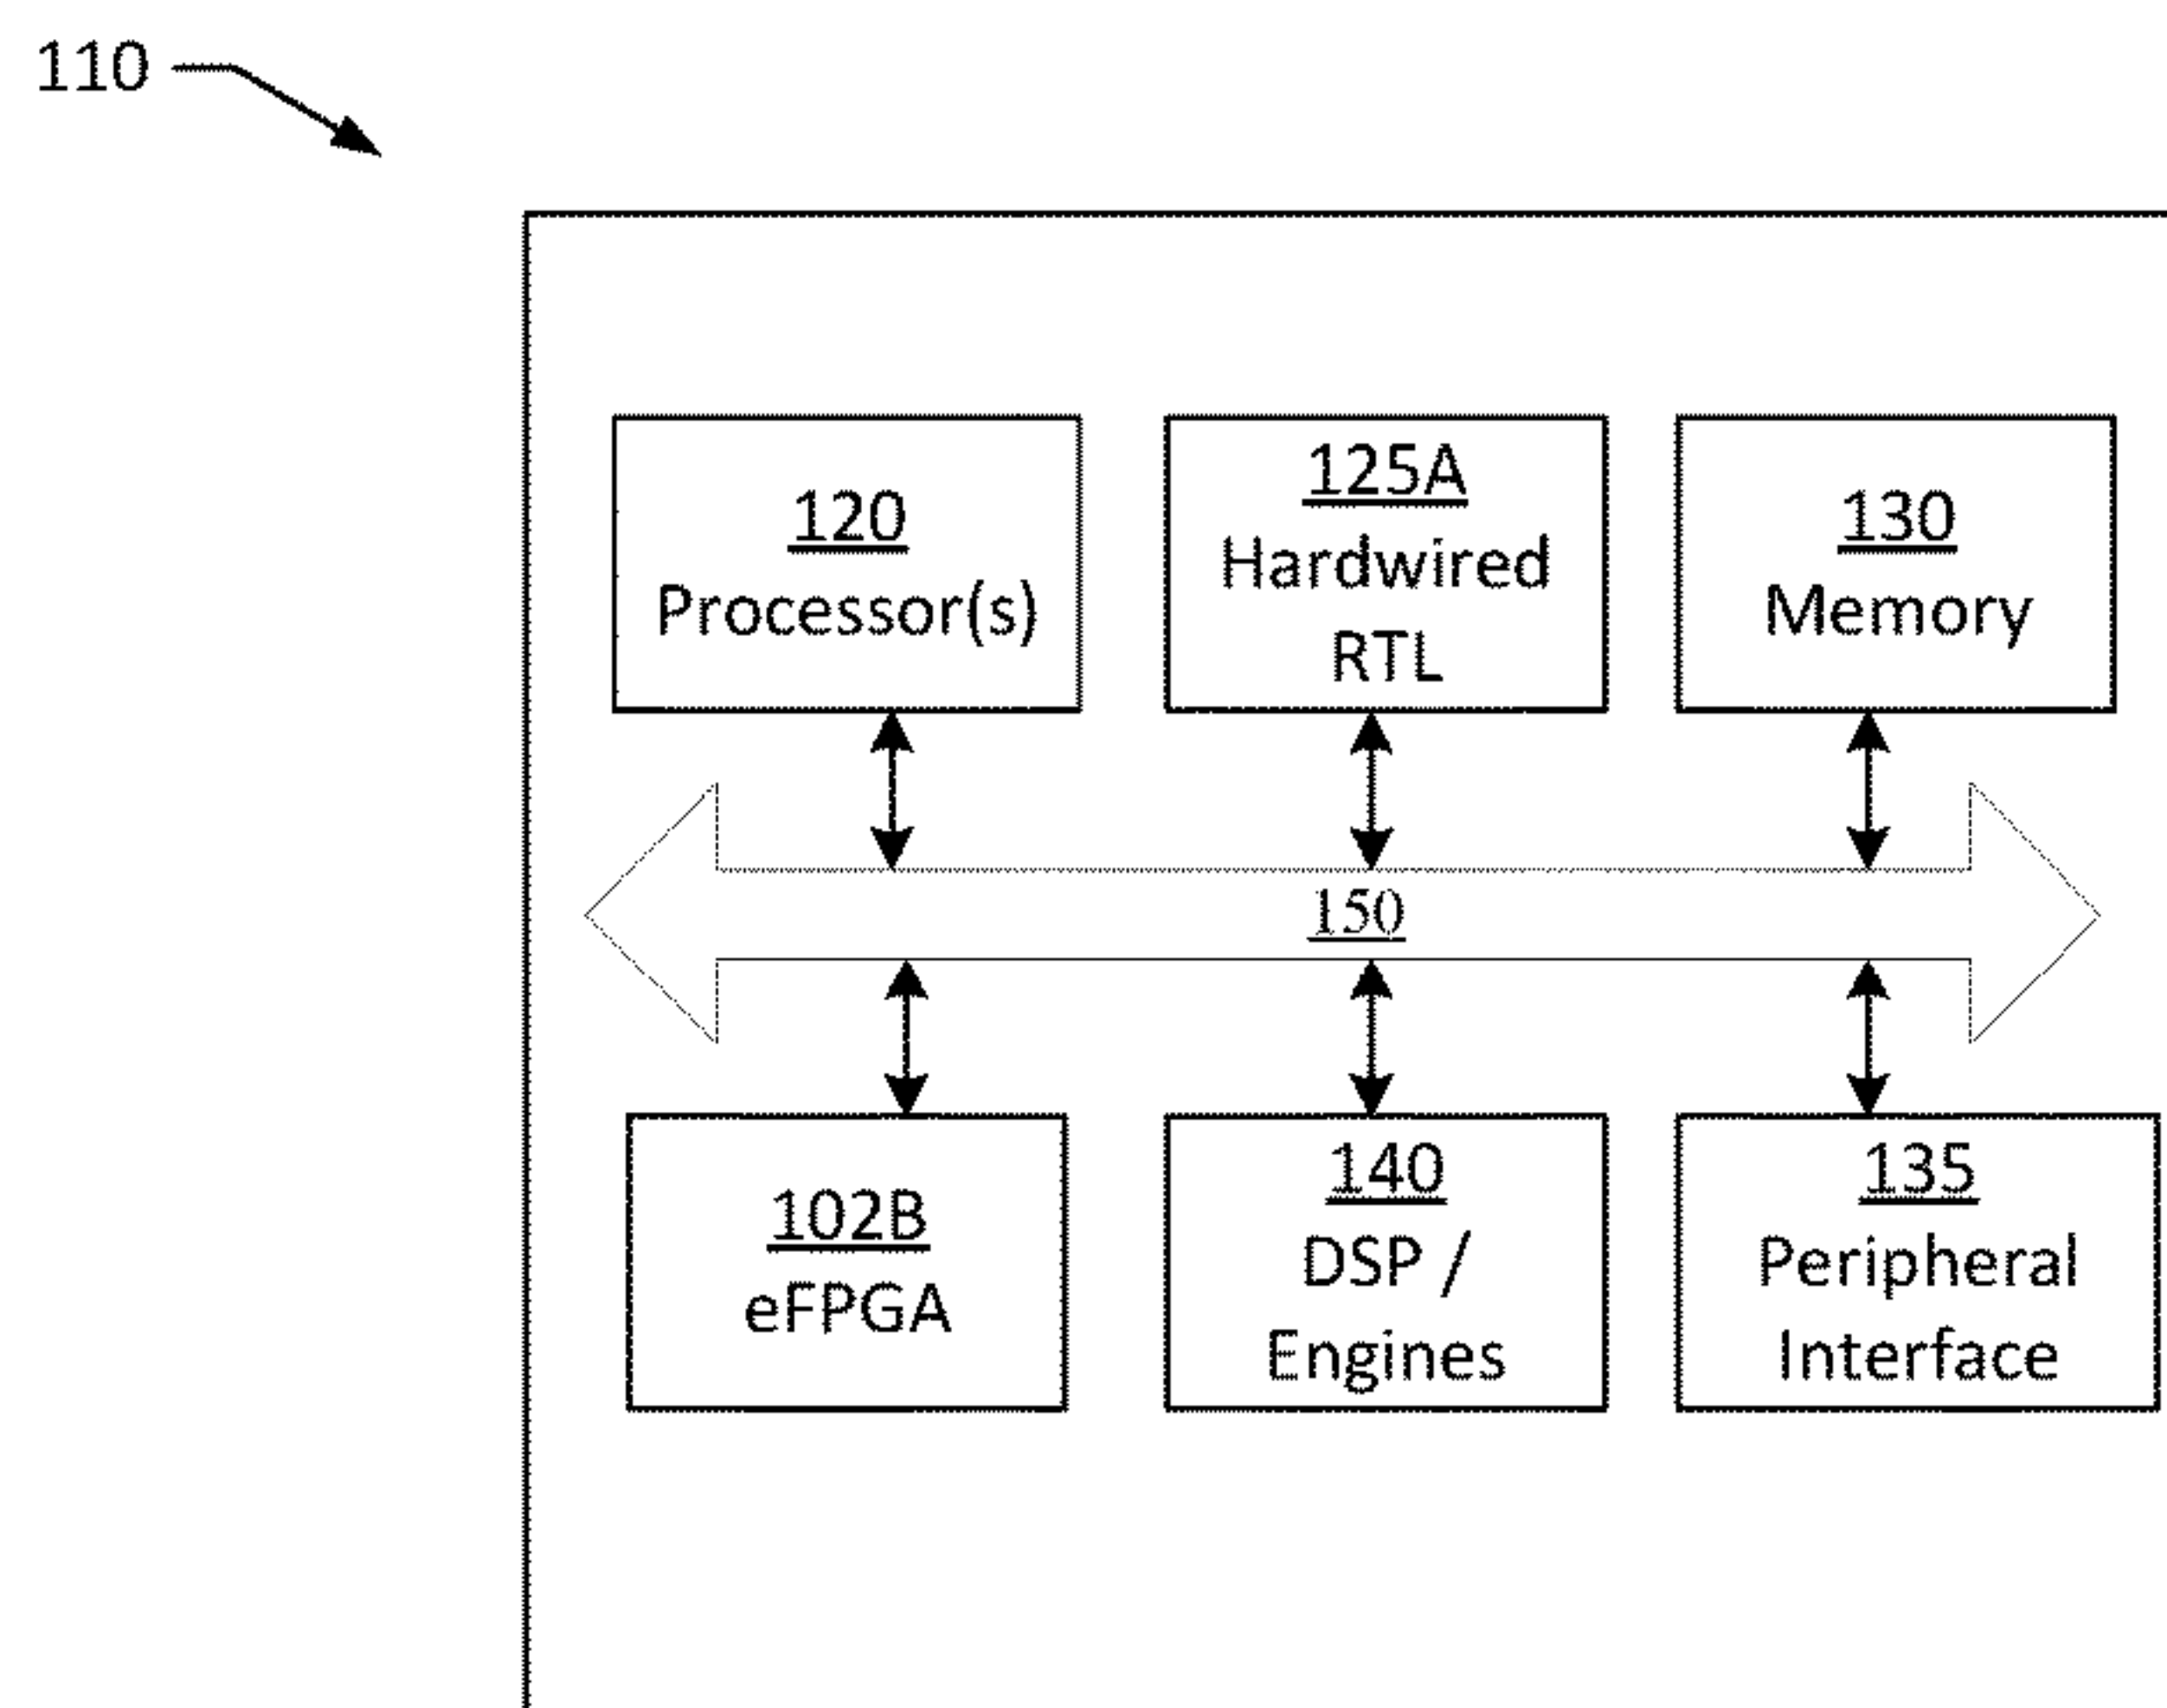 110
120
Processor(s)
125A
Hardwired
RTL
130
Memory
150
102B
eFPGA
140
DSP /
Engines
135
Peripheral
Interface